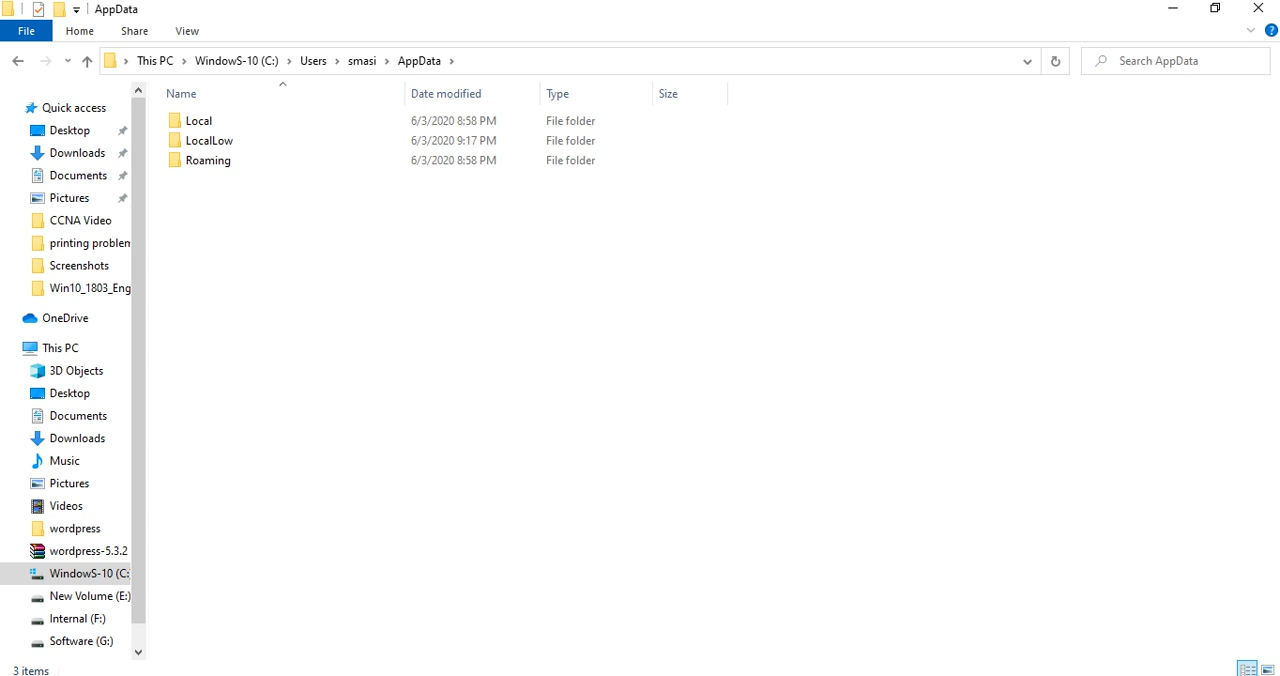 AppData
File Home Share View
This PC WindowS-10 (C:) Users smasi AppData
Search AppData
Name Date modified Type Size
Local 6/3/2020 8:58 PM File folder
LocalLow 6/3/2020 9:17 PM File folder
Roaming 6/3/2020 8:58 PM File folder
Quick access
Desktop
Downloads
Documents
Pictures
CCNA Video
printing problem
Screenshots
Win10_1803_Eng
OneDrive
This PC
3D Objects
Desktop
Documents
Downloads
Music
Pictures
Videos
wordpress
wordpress-5.3.2
WindowS-10 (C:
New Volume (E:)
Internal (F:)
Software (G:)
3 items